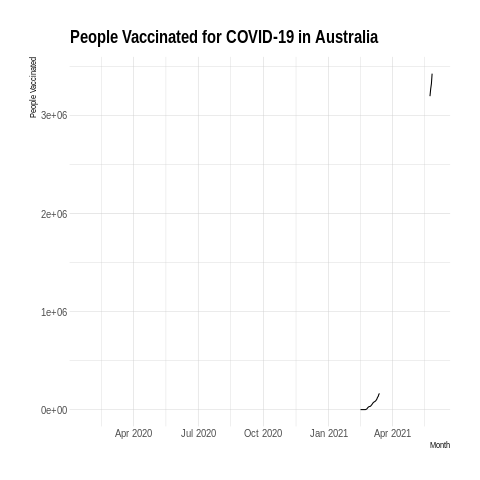 People Vaccinated for COVID-19 in Australia
People Vaccinated
3e+06
2e+06
1e+06
0e+00
Apr 2020
Jul 2020
Oct 2020
Jan 2021
Apr 2021
Month